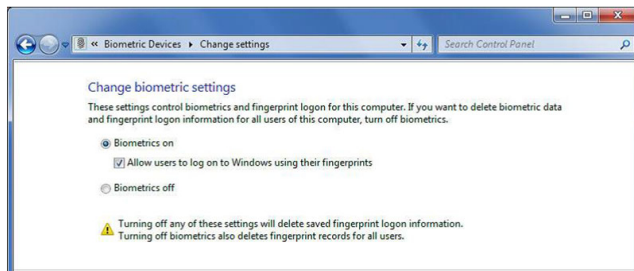 « Biometric Devices ▸ Change settings
Search Control Panel
Change biometric settings
These settings control biometrics and fingerprint logon for this computer. If you want to delete biometric data
and fingerprint logon information for all users of this computer, turn off biometrics.
Biometrics on
Allow users to log on to Windows using their fingerprints
Biometrics off
Turning off any of these settings will delete saved fingerprint logon information.
Turning off biometrics also deletes fingerprint records for all users.